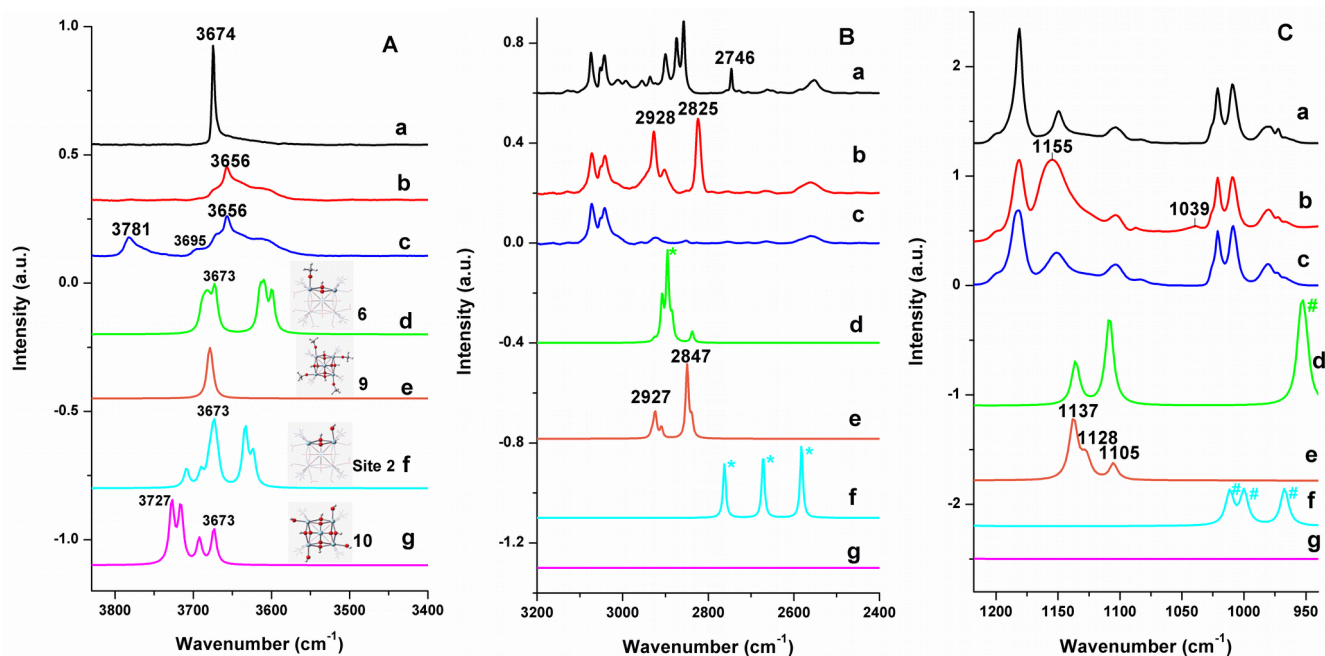 A
Intensity (a.u.)
1.0
0.5
0.0
-0.5
-1.0
3674
a
3656
b
3781
3695
3656
c
3673
6
d
9
e
3673
Site 2
f
3727
3673
10
g
3800 3700 3600 3500 3400
Wavenumber (cm-1)
B
Intensity (a.u.)
0.8
0.4
0.0
-0.4
-0.8
-1.2
2746
a
2928
2825
b
c
*
d
2927
2847
e
* * *
f
g
3200 3000 2800 2600 2400
Wavenumber (cm-1)
C
Intensity (a.u.)
2
1
0
-1
-2
a
1155
1039
b
c
#
d
1137
1128
1105
e
# # #
f
g
1200 1150 1100 1050 1000 950
Wavenumber (cm-1)